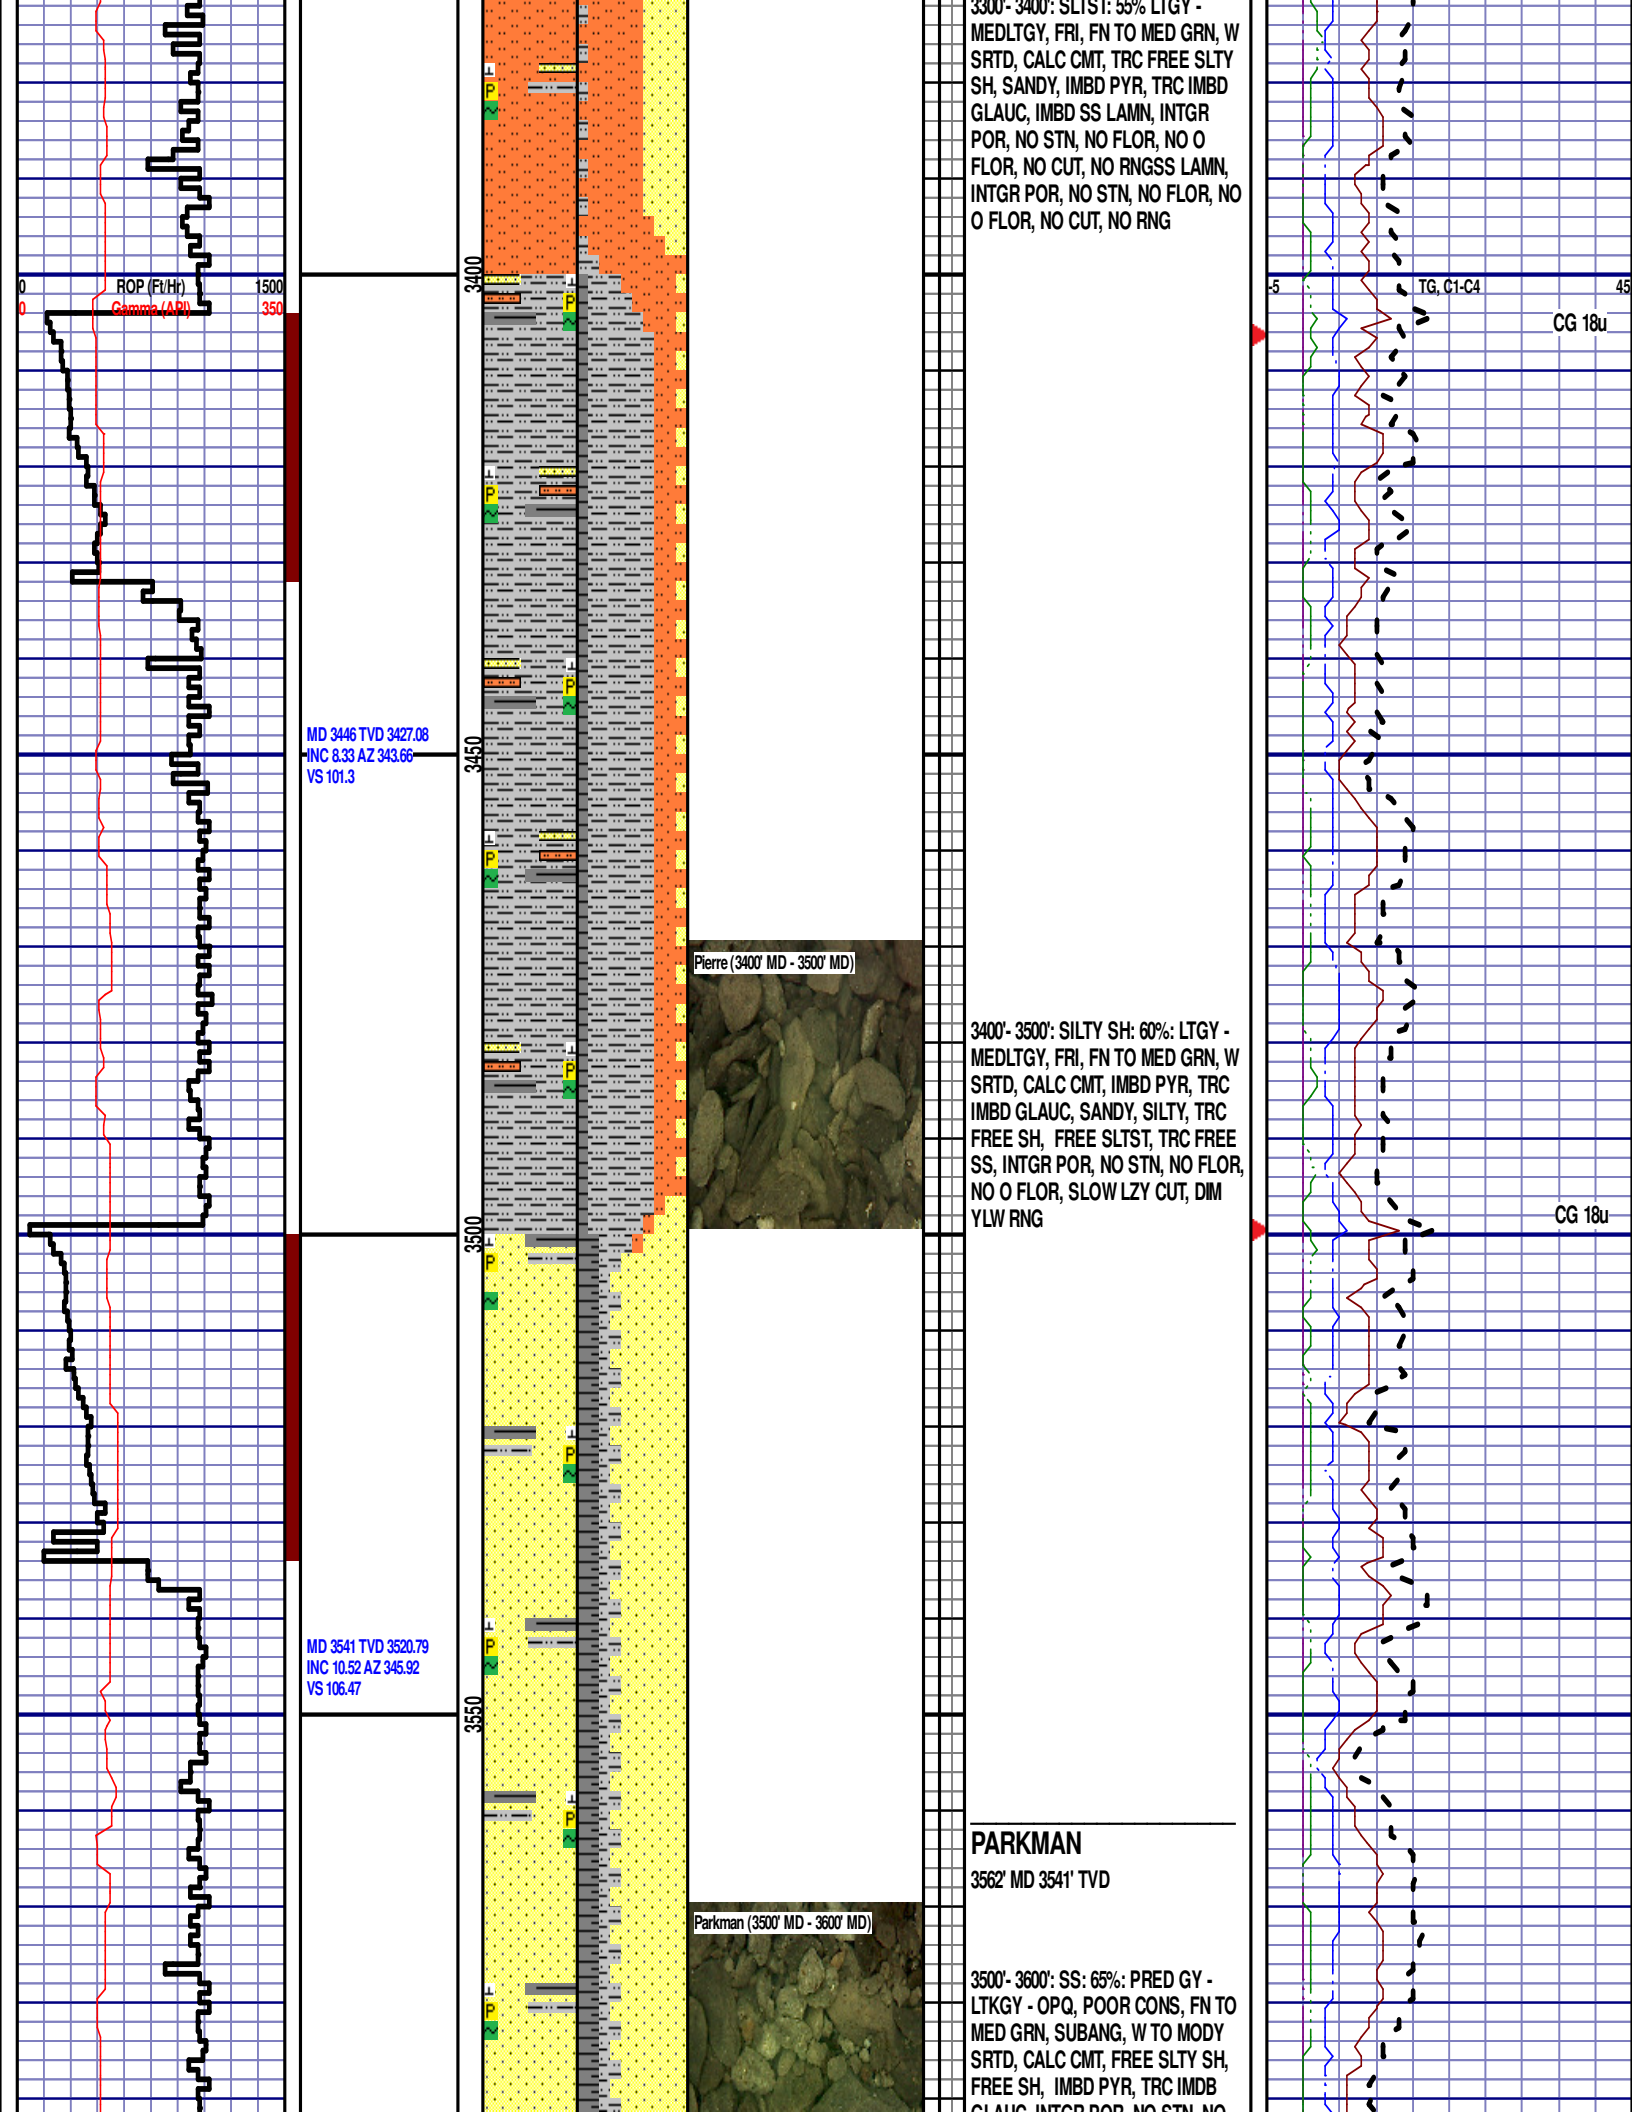 3300'- 3400': SLTST: 55% LTGY -
MEDLTGY, FRI, FN TO MED GRN, W
SRTD, CALC CMT, TRC FREE SLTY
SH, SANDY, IMBD PYR, TRC IMBD
GLAUC, IMBD SS LAMN, INTGR
POR, NO STN, NO FLOR, NO O
FLOR, NO CUT, NO RNGSS LAMN,
INTGR POR, NO STN, NO FLOR, NO
O FLOR, NO CUT, NO RNG
3400
0 ROP (Ft/Hr) 1500
0 Gamma (API) 350
-5 TG, C1-C4 45
CG 18u
P
P
P
P
P
P
P
P
P
P
P
MD 3446 TVD 3427.08
INC 8.33 AZ 343.66
VS 101.3
3450
Pierre (3400' MD - 3500' MD)
3400'- 3500': SILTY SH: 60%: LTGY -
MEDLTGY, FRI, FN TO MED GRN, W
SRTD, CALC CMT, IMBD PYR, TRC
IMBD GLAUC, SANDY, SILTY, TRC
FREE SH, FREE SLTST, TRC FREE
SS, INTGR POR, NO STN, NO FLOR,
NO O FLOR, SLOW LZY CUT, DIM
YLW RNG
CG 18u
3500
MD 3541 TVD 3520.79
INC 10.52 AZ 345.92
VS 106.47
3550
PARKMAN
3562' MD 3541' TVD
Parkman (3500' MD - 3600' MD)
3500'- 3600': SS: 65%: PRED GY -
LTKGY - OPQ, POOR CONS, FN TO
MED GRN, SUBANG, W TO MODY
SRTD, CALC CMT, FREE SLTY SH,
FREE SH, IMBD PYR, TRC IMDB
GLAUC, INTGR POR, NO STN, NO